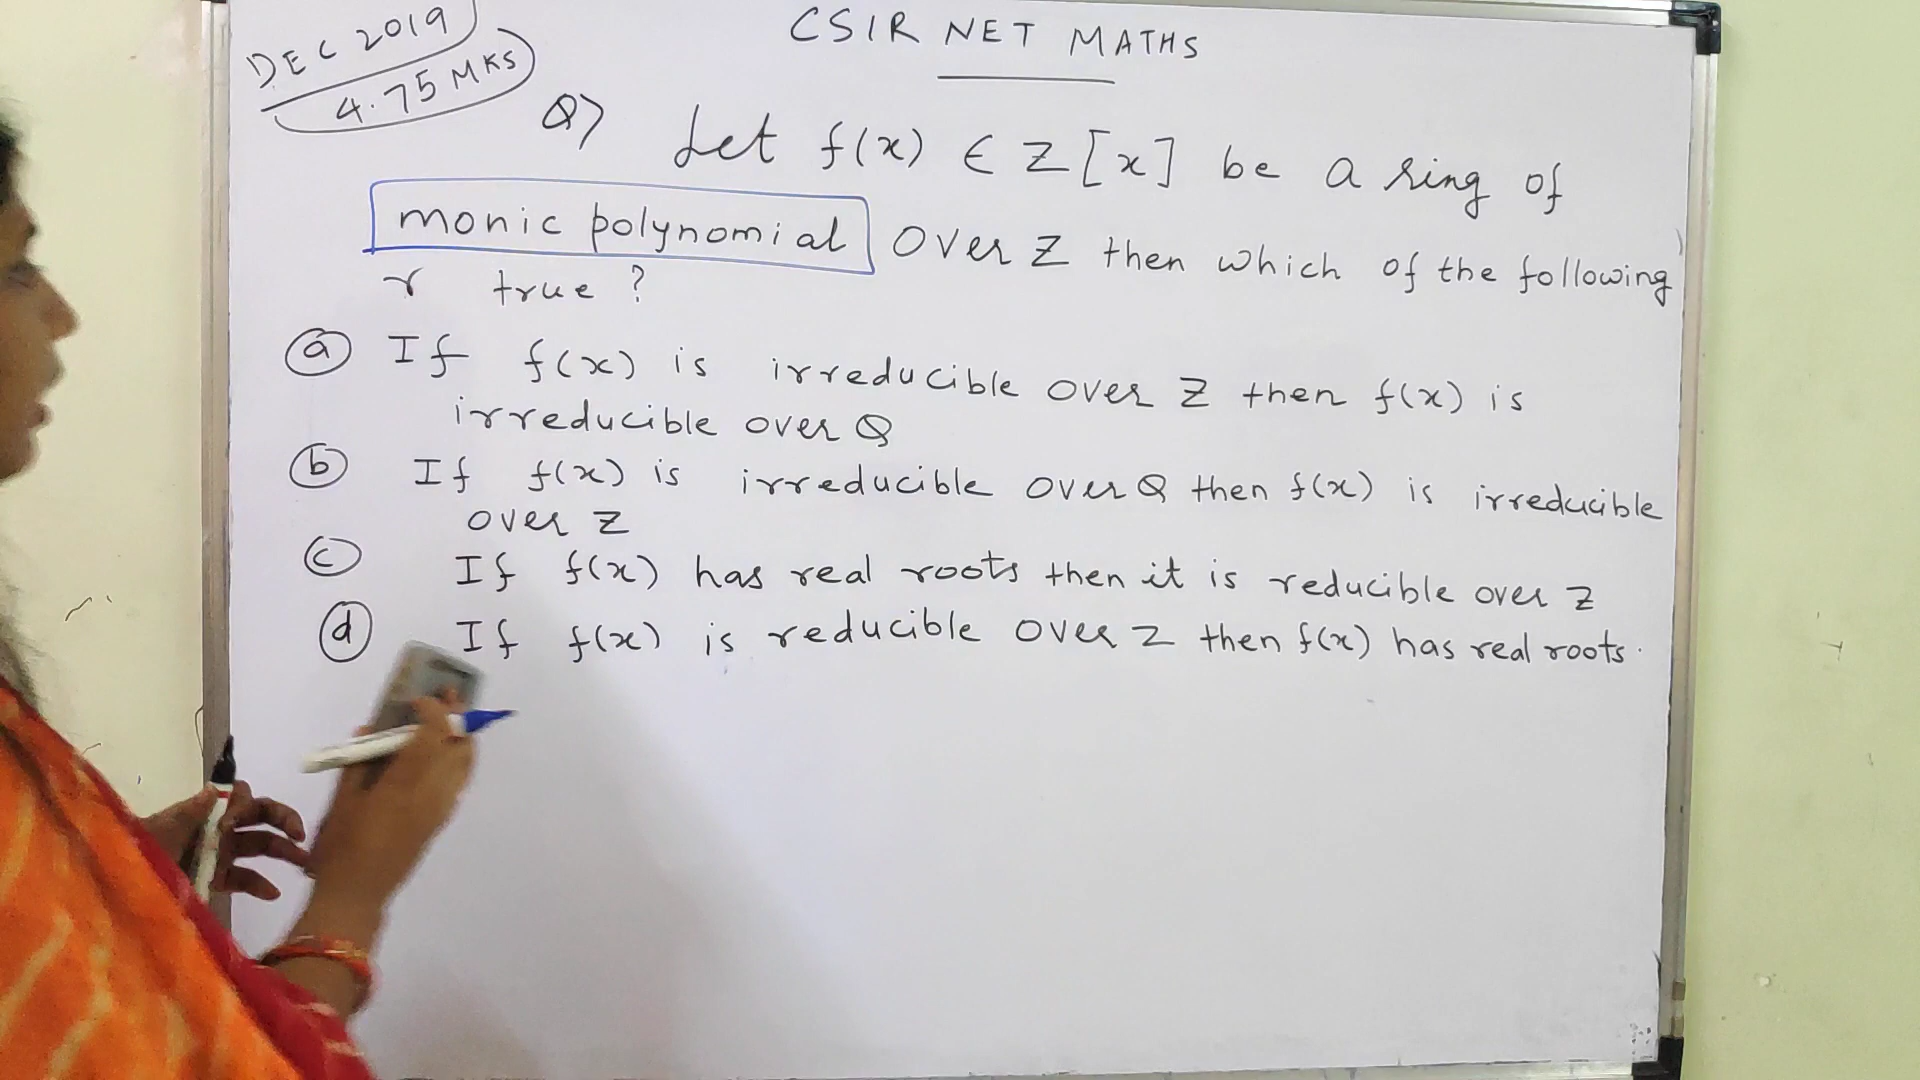 DEC 2019
4.75 MKS
CSIR NET MATHS
Q> Let f(x) ∈ Z[x] be a ring of
monic polynomial over Z then which of the following
r true ?
(a) If f(x) is irreducible over Z then f(x) is
irreducible over Q
(b) If f(x) is irreducible over Q then f(x) is irreducible
over Z
(c) If f(x) has real roots then it is reducible over Z
(d) If f(x) is reducible over Z then f(x) has real roots.